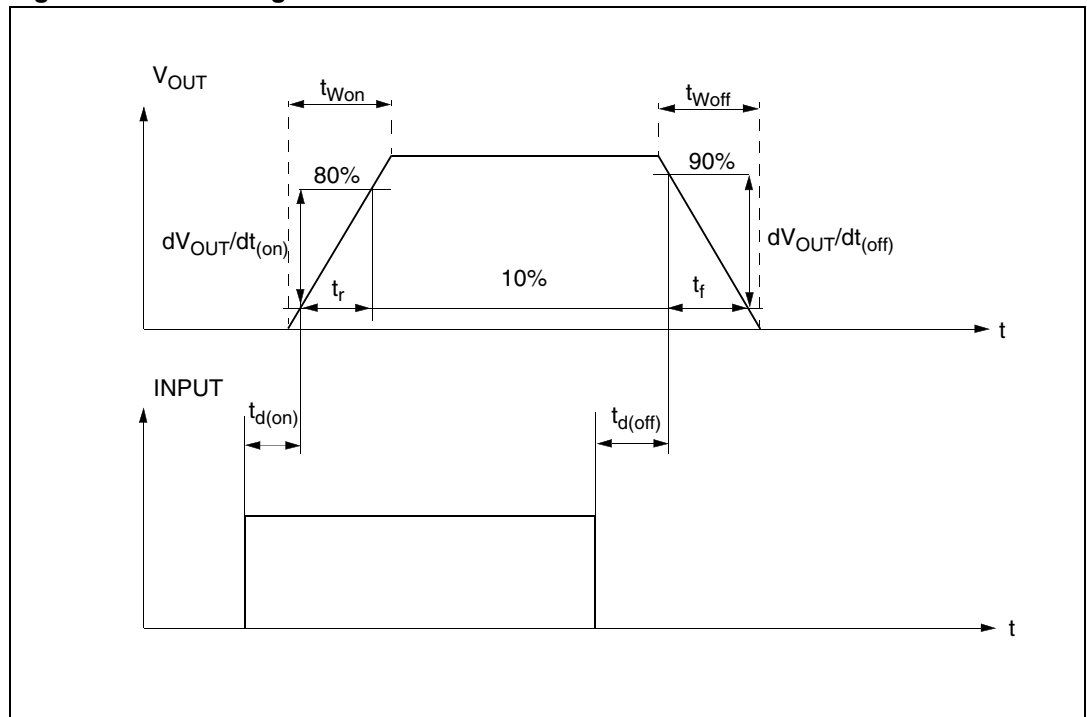 V_OUT
t_Won
t_Woff
80%
90%
dV_OUT/dt_(on)
dV_OUT/dt_(off)
t_r
10%
t_f
t
INPUT
t_d(on)
t_d(off)
t